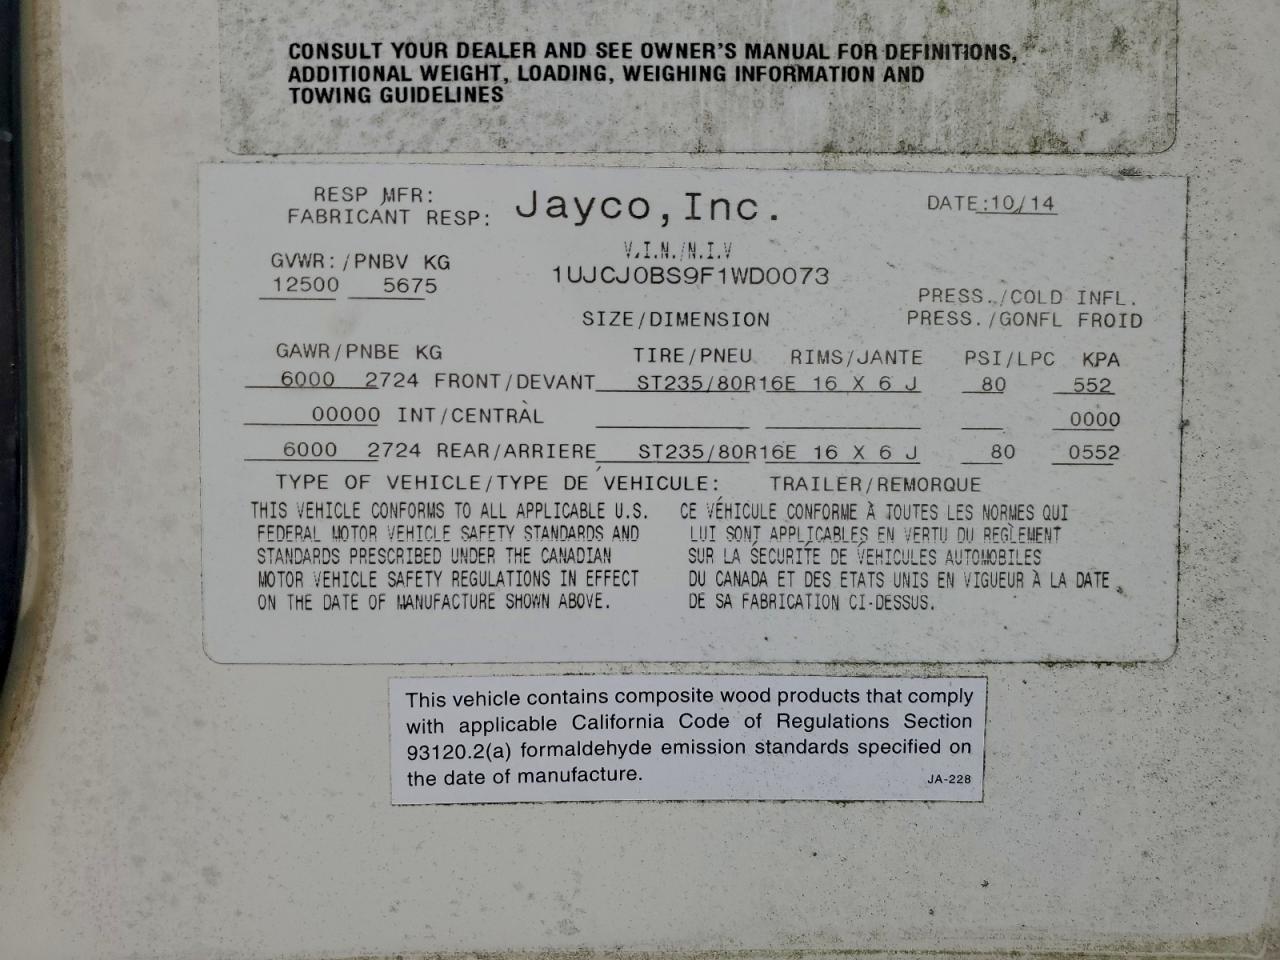 CONSULT YOUR DEALER AND SEE OWNER'S MANUAL FOR DEFINITIONS,
ADDITIONAL WEIGHT, LOADING, WEIGHING INFORMATION AND
TOWING GUIDELINES
RESP MFR:
FABRICANT RESP: Jayco, Inc. DATE:10/14
V.I.N./N.I.V
GVWR:/PNBV KG
12500 5675 1UJCJ0BS9F1WD0073
PRESS./COLD INFL.
SIZE/DIMENSION PRESS./GONFL FROID
GAWR/PNBE KG TIRE/PNEU RIMS/JANTE PSI/LPC KPA
6000 2724 FRONT/DEVANT ST235/80R16E 16 X 6 J 80 552
00000 INT/CENTRÀL 0000
6000 2724 REAR/ARRIERE ST235/80R16E 16 X 6 J 80 0552
TYPE OF VEHICLE/TYPE DE VÉHICULE: TRAILER/REMORQUE
THIS VEHICLE CONFORMS TO ALL APPLICABLE U.S.
FEDERAL MOTOR VEHICLE SAFETY STANDARDS AND
STANDARDS PRESCRIBED UNDER THE CANADIAN
MOTOR VEHICLE SAFETY REGULATIONS IN EFFECT
ON THE DATE OF MANUFACTURE SHOWN ABOVE.
CE VÉHICULE CONFORME À TOUTES LES NORMES QUI
LUI SONT APPLICABLES EN VERTU DU RÈGLEMENT
SUR LA SÉCURITÉ DE VÉHICULES AUTOMOBILES
DU CANADA ET DES ETATS UNIS EN VIGUEUR À LA DATE
DE SA FABRICATION CI-DESSUS.
This vehicle contains composite wood products that comply
with applicable California Code of Regulations Section
93120.2(a) formaldehyde emission standards specified on
the date of manufacture. JA-228